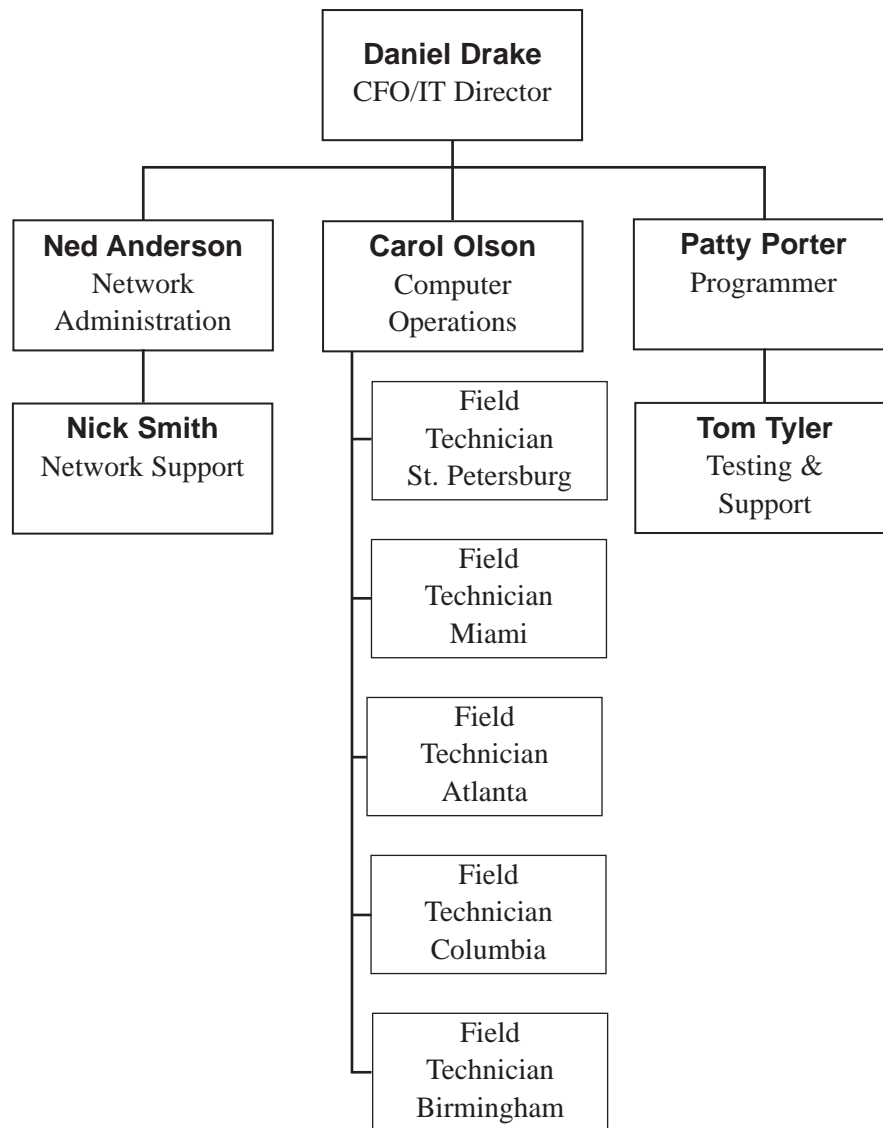 Daniel Drake
CFO/IT Director
Ned Anderson
Network
Administration
Carol Olson
Computer
Operations
Patty Porter
Programmer
Nick Smith
Network Support
Field
Technician
St. Petersburg
Tom Tyler
Testing &
Support
Field
Technician
Miami
Field
Technician
Atlanta
Field
Technician
Columbia
Field
Technician
Birmingham